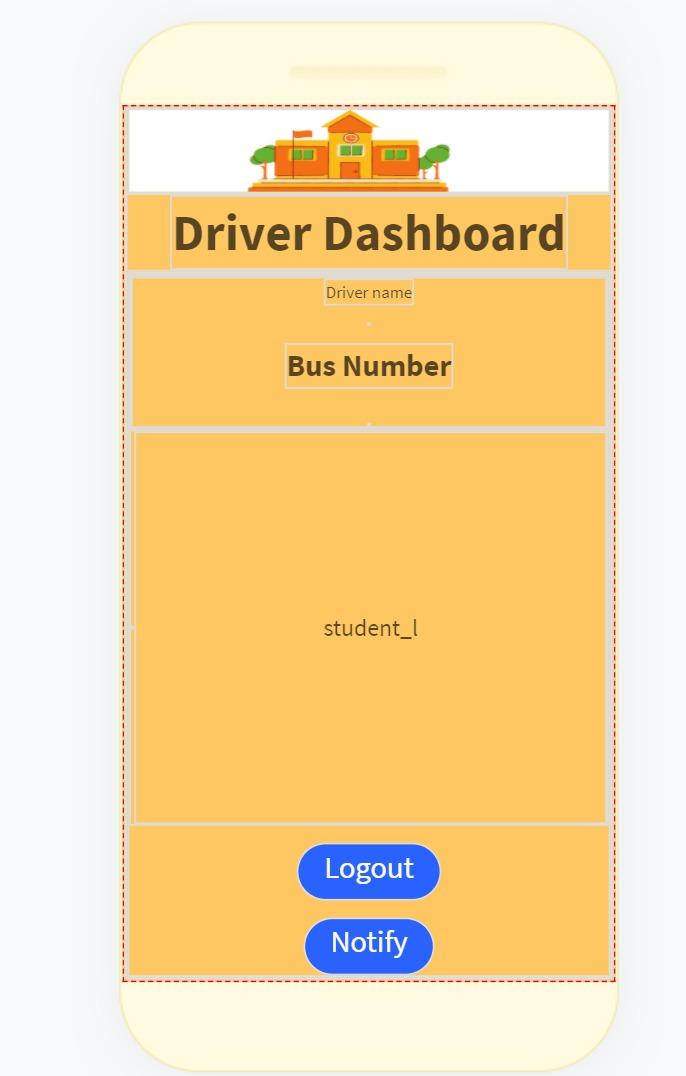 Driver Dashboard
Driver name
Bus Number
student_l
Logout
Notify